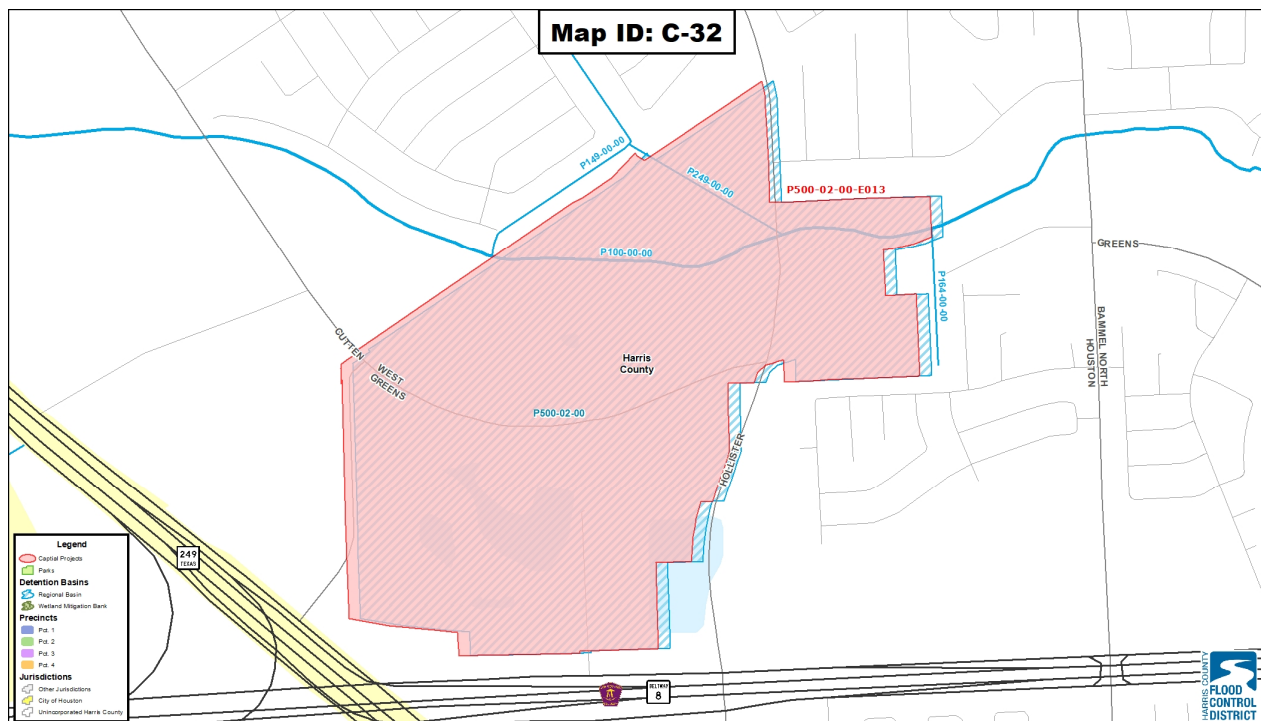 Map ID: C-32
P149-00-00
P249-00-00
P500-02-00-E013
P100-00-00
GREENS
P164-00-00
CUTTEN
WEST
GREENS
Harris
County
BAMMEL NORTH
HOUSTON
P500-02-00
HOLLISTER
249
TEXAS
BELTWAY
8
Legend
Captial Projects
Parks
Detention Basins
Regional Basin
Wetland Mitigation Bank
Precincts
Pct. 1
Pct. 2
Pct. 3
Pct. 4
Jurisdictions
Other Jurisdictions
City of Houston
Unincorporated Harris County
HARRIS COUNTY
FLOOD
CONTROL
DISTRICT